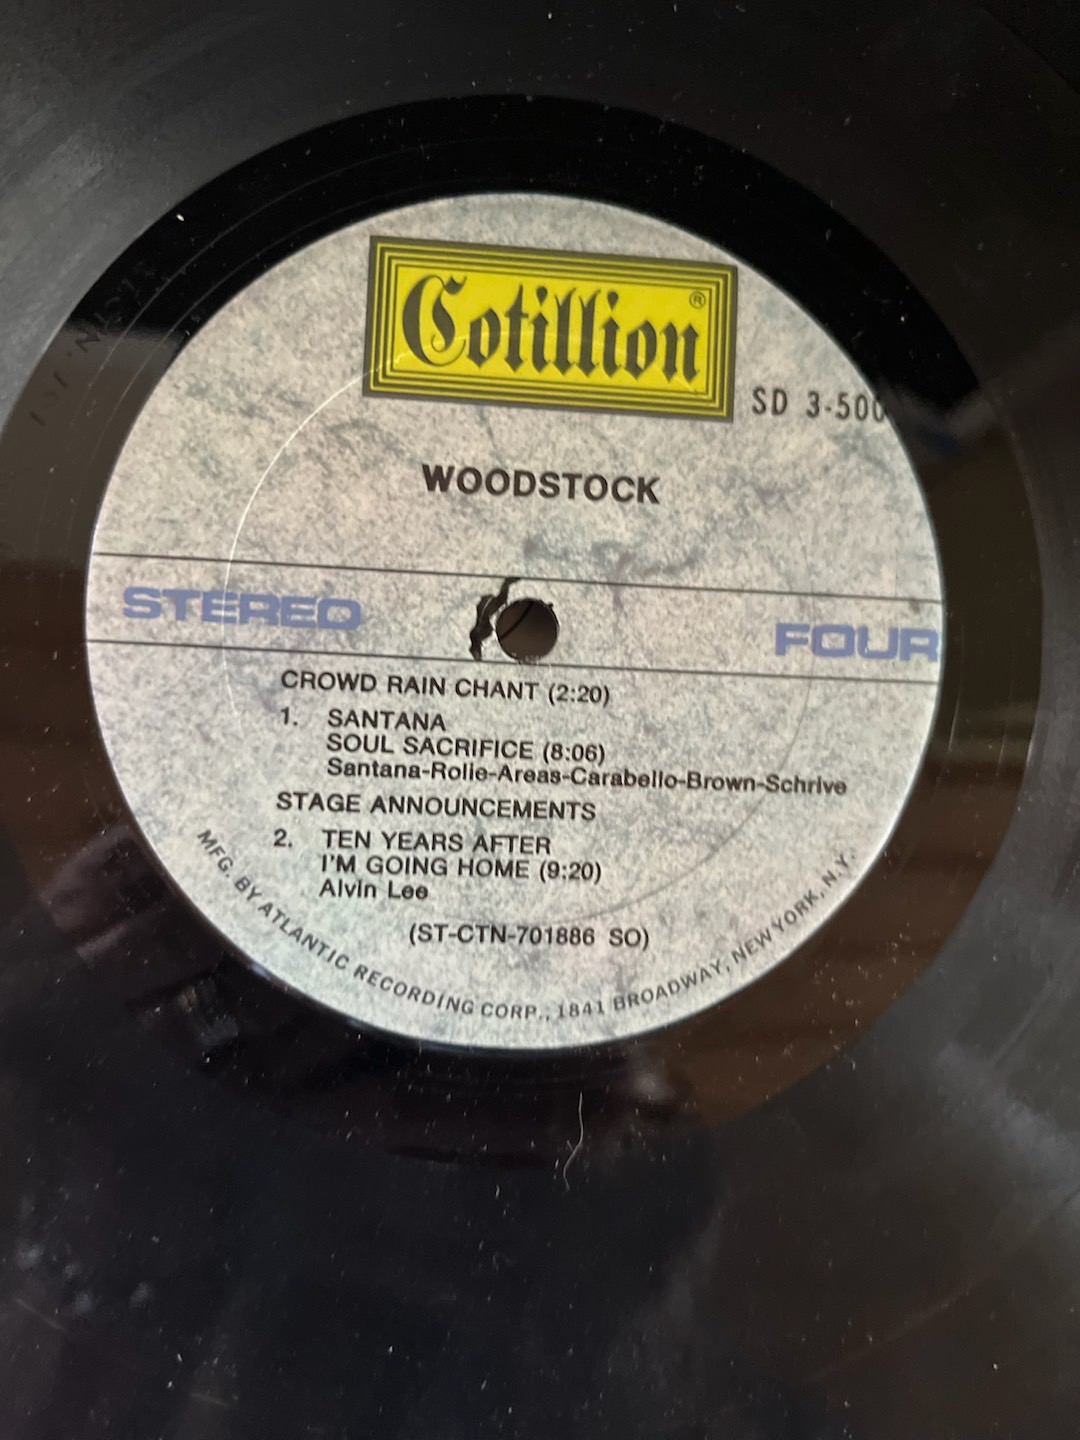 Cotillion®
SD 3-500
WOODSTOCK
STEREO FOUR
CROWD RAIN CHANT (2:20)
1. SANTANA
SOUL SACRIFICE (8:06)
Santana-Rolie-Areas-Carabello-Brown-Schrive
STAGE ANNOUNCEMENTS
2. TEN YEARS AFTER
I'M GOING HOME (9:20)
Alvin Lee
(ST-CTN-701886 SO)
MFG. BY ATLANTIC RECORDING CORP., 1841 BROADWAY, NEW YORK, N.Y.